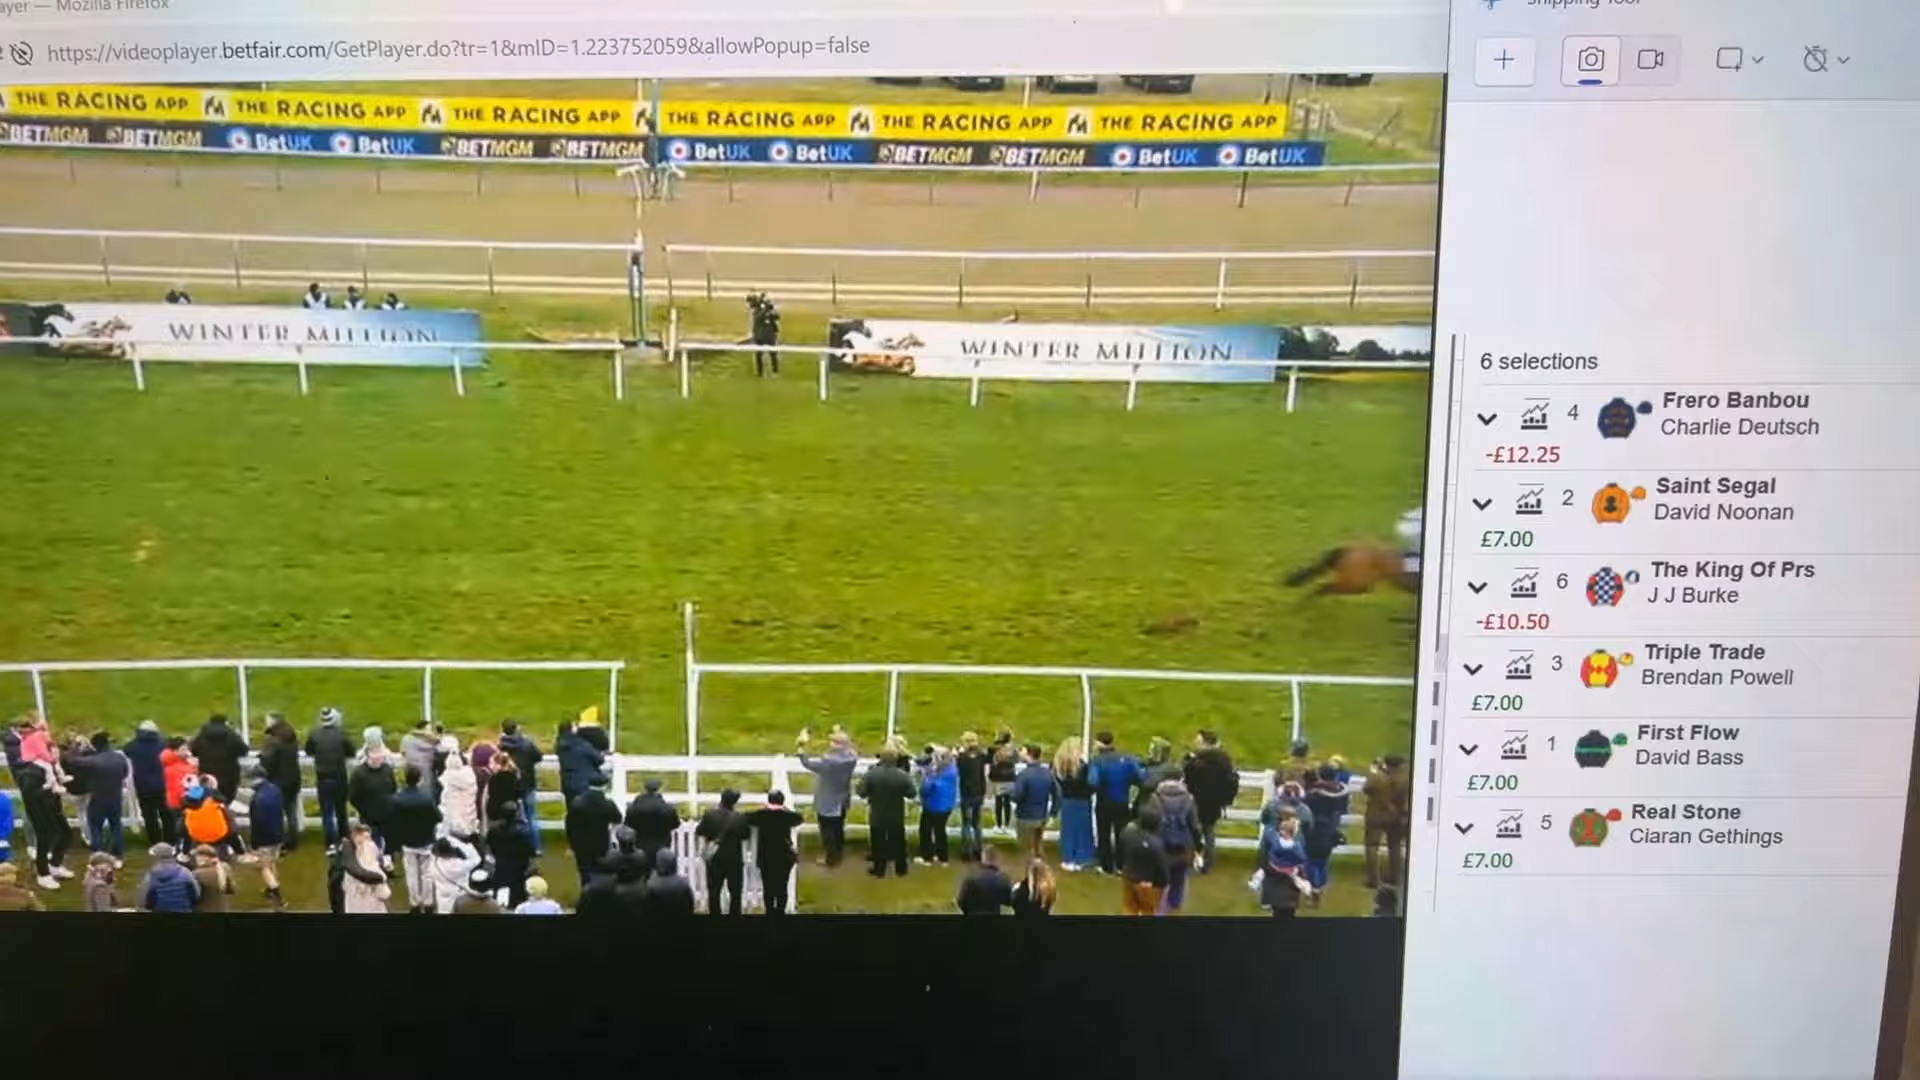 ayer — Mozilla Firefox
https://videoplayer.betfair.com/GetPlayer.do?tr=1&mID=1.223752059&allowPopup=false
THE RACING APP THE RACING APP THE RACING APP THE RACING APP THE RACING APP THE RACING APP
BETMGM BETMGM BetUK BetUK BETMGM BETMGM BetUK BetUK BETMGM BETMGM BetUK BetUK
WINTER MILLION WINTER MILLION
Snipping Tool
6 selections
4 Frero Banbou
Charlie Deutsch
-£12.25
2 Saint Segal
David Noonan
£7.00
6 The King Of Prs
J J Burke
-£10.50
3 Triple Trade
Brendan Powell
£7.00
1 First Flow
David Bass
£7.00
5 Real Stone
Ciaran Gethings
£7.00